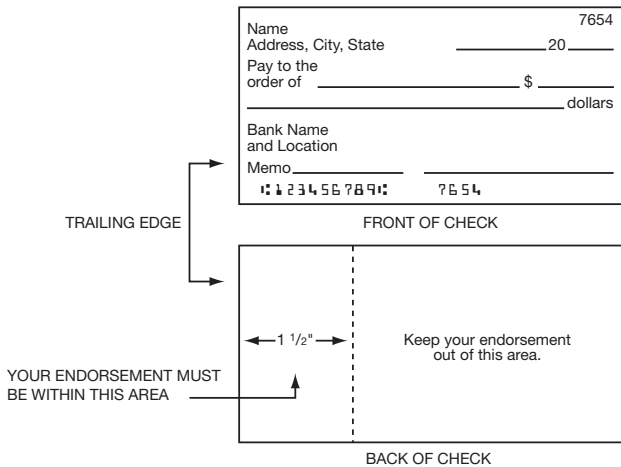 7654
Name
Address, City, State 20
Pay to the
order of $
dollars
Bank Name
and Location
Memo
⑆123456789⑆ 7654
TRAILING EDGE
FRONT OF CHECK
1 1/2"
Keep your endorsement
out of this area.
YOUR ENDORSEMENT MUST
BE WITHIN THIS AREA
BACK OF CHECK